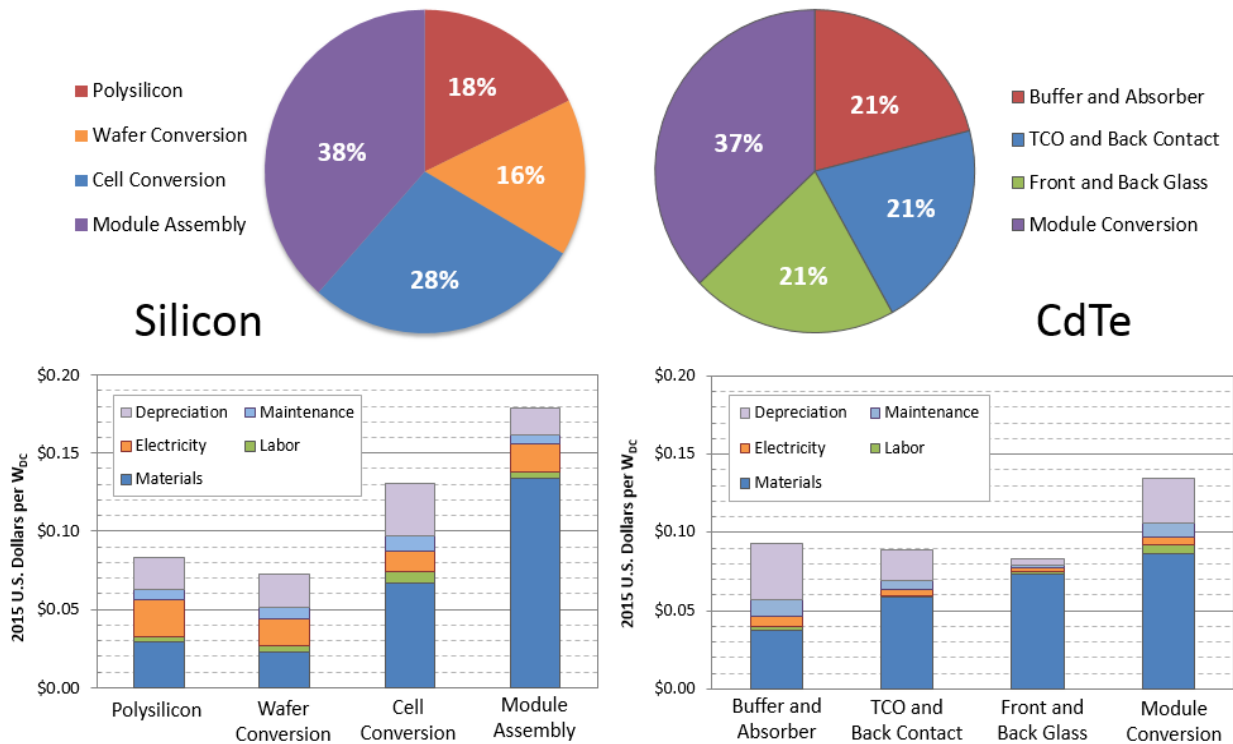 Polysilicon
Wafer Conversion
Cell Conversion
Module Assembly
18%
16%
28%
38%
Silicon
Buffer and Absorber
TCO and Back Contact
Front and Back Glass
Module Conversion
21%
21%
21%
37%
CdTe
2015 U.S. Dollars per W_DC
$0.20
$0.15
$0.10
$0.05
$0.00
Depreciation
Maintenance
Electricity
Labor
Materials
Polysilicon
Wafer
Conversion
Cell
Conversion
Module
Assembly
2015 U.S. Dollars per W_DC
$0.20
$0.15
$0.10
$0.05
$0.00
Depreciation
Maintenance
Electricity
Labor
Materials
Buffer and
Absorber
TCO and
Back Contact
Front and
Back Glass
Module
Conversion